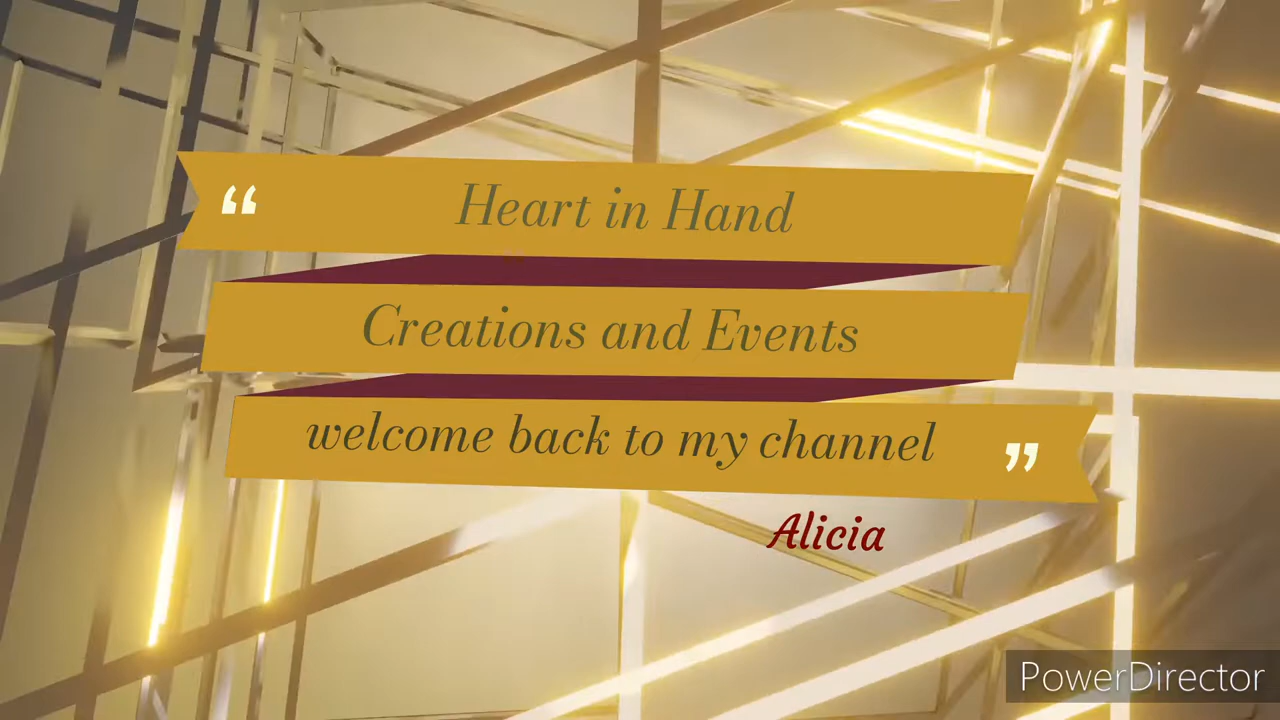 “ Heart in Hand
Creations and Events
welcome back to my channel ”
Alicia
PowerDirector